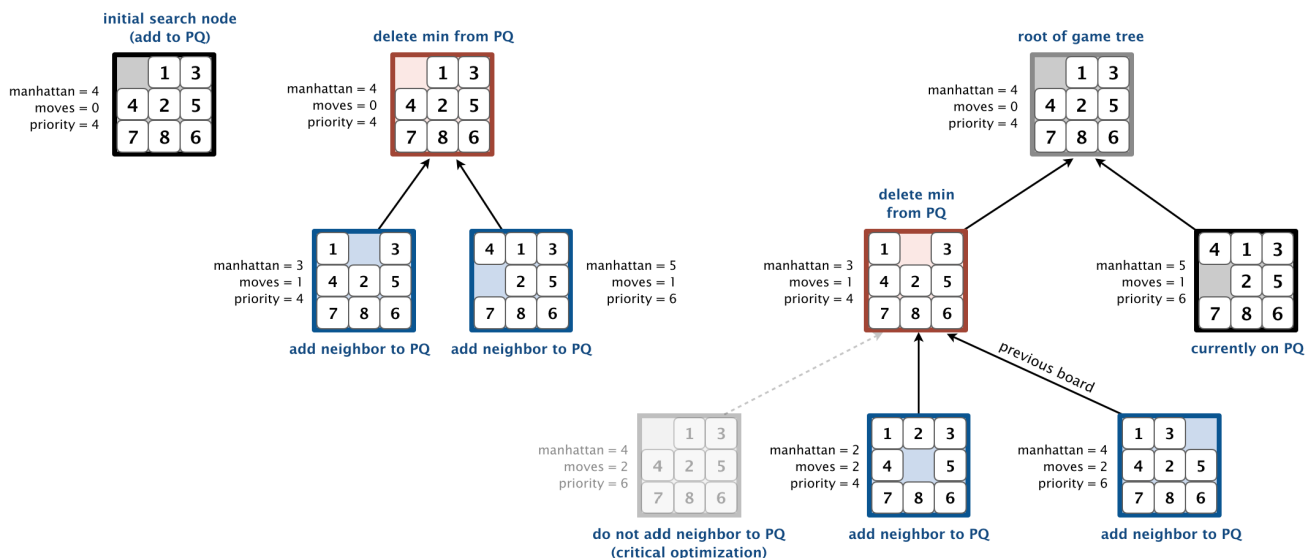 initial search node
(add to PQ)
manhattan = 4
moves = 0
priority = 4
1 3
4 2 5
7 8 6
delete min from PQ
manhattan = 4
moves = 0
priority = 4
1 3
4 2 5
7 8 6
manhattan = 3
moves = 1
priority = 4
1 3
4 2 5
7 8 6
add neighbor to PQ
4 1 3
2 5
7 8 6
manhattan = 5
moves = 1
priority = 6
add neighbor to PQ
root of game tree
manhattan = 4
moves = 0
priority = 4
1 3
4 2 5
7 8 6
delete min
from PQ
manhattan = 3
moves = 1
priority = 4
1 3
4 2 5
7 8 6
manhattan = 5
moves = 1
priority = 6
4 1 3
2 5
7 8 6
currently on PQ
previous board
manhattan = 4
moves = 2
priority = 6
1 3
4 2 5
7 8 6
do not add neighbor to PQ
(critical optimization)
manhattan = 2
moves = 2
priority = 4
1 2 3
4 5
7 8 6
add neighbor to PQ
manhattan = 4
moves = 2
priority = 6
1 3
4 2 5
7 8 6
add neighbor to PQ